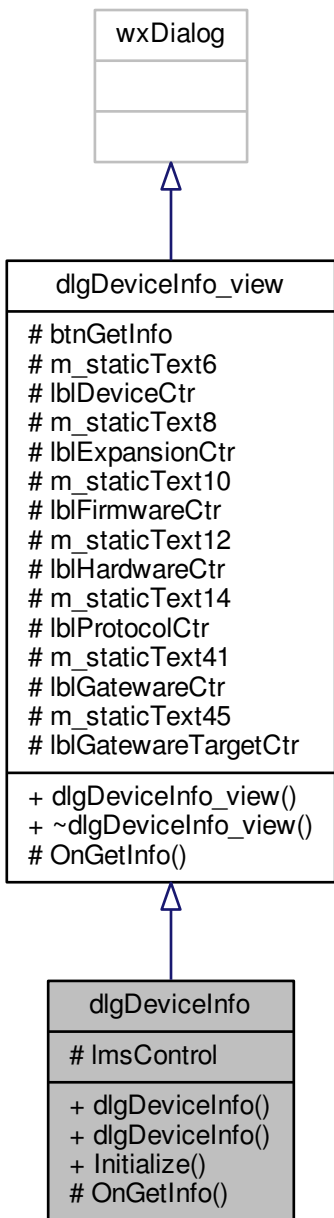 wxDialog
dlgDeviceInfo_view
# btnGetInfo
# m_staticText6
# lblDeviceCtr
# m_staticText8
# lblExpansionCtr
# m_staticText10
# lblFirmwareCtr
# m_staticText12
# lblHardwareCtr
# m_staticText14
# lblProtocolCtr
# m_staticText41
# lblGatewareCtr
# m_staticText45
# lblGatewareTargetCtr
+ dlgDeviceInfo_view()
+ ~dlgDeviceInfo_view()
# OnGetInfo()
dlgDeviceInfo
# lmsControl
+ dlgDeviceInfo()
+ dlgDeviceInfo()
+ Initialize()
# OnGetInfo()